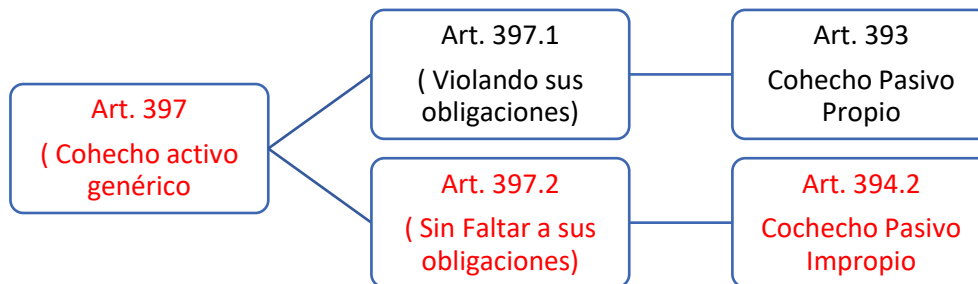 Art. 397
( Cohecho activo
genérico
Art. 397.1
( Violando sus
obligaciones)
Art. 393
Cohecho Pasivo
Propio
Art. 397.2
( Sin Faltar a sus
obligaciones)
Art. 394.2
Cochecho Pasivo
Impropio